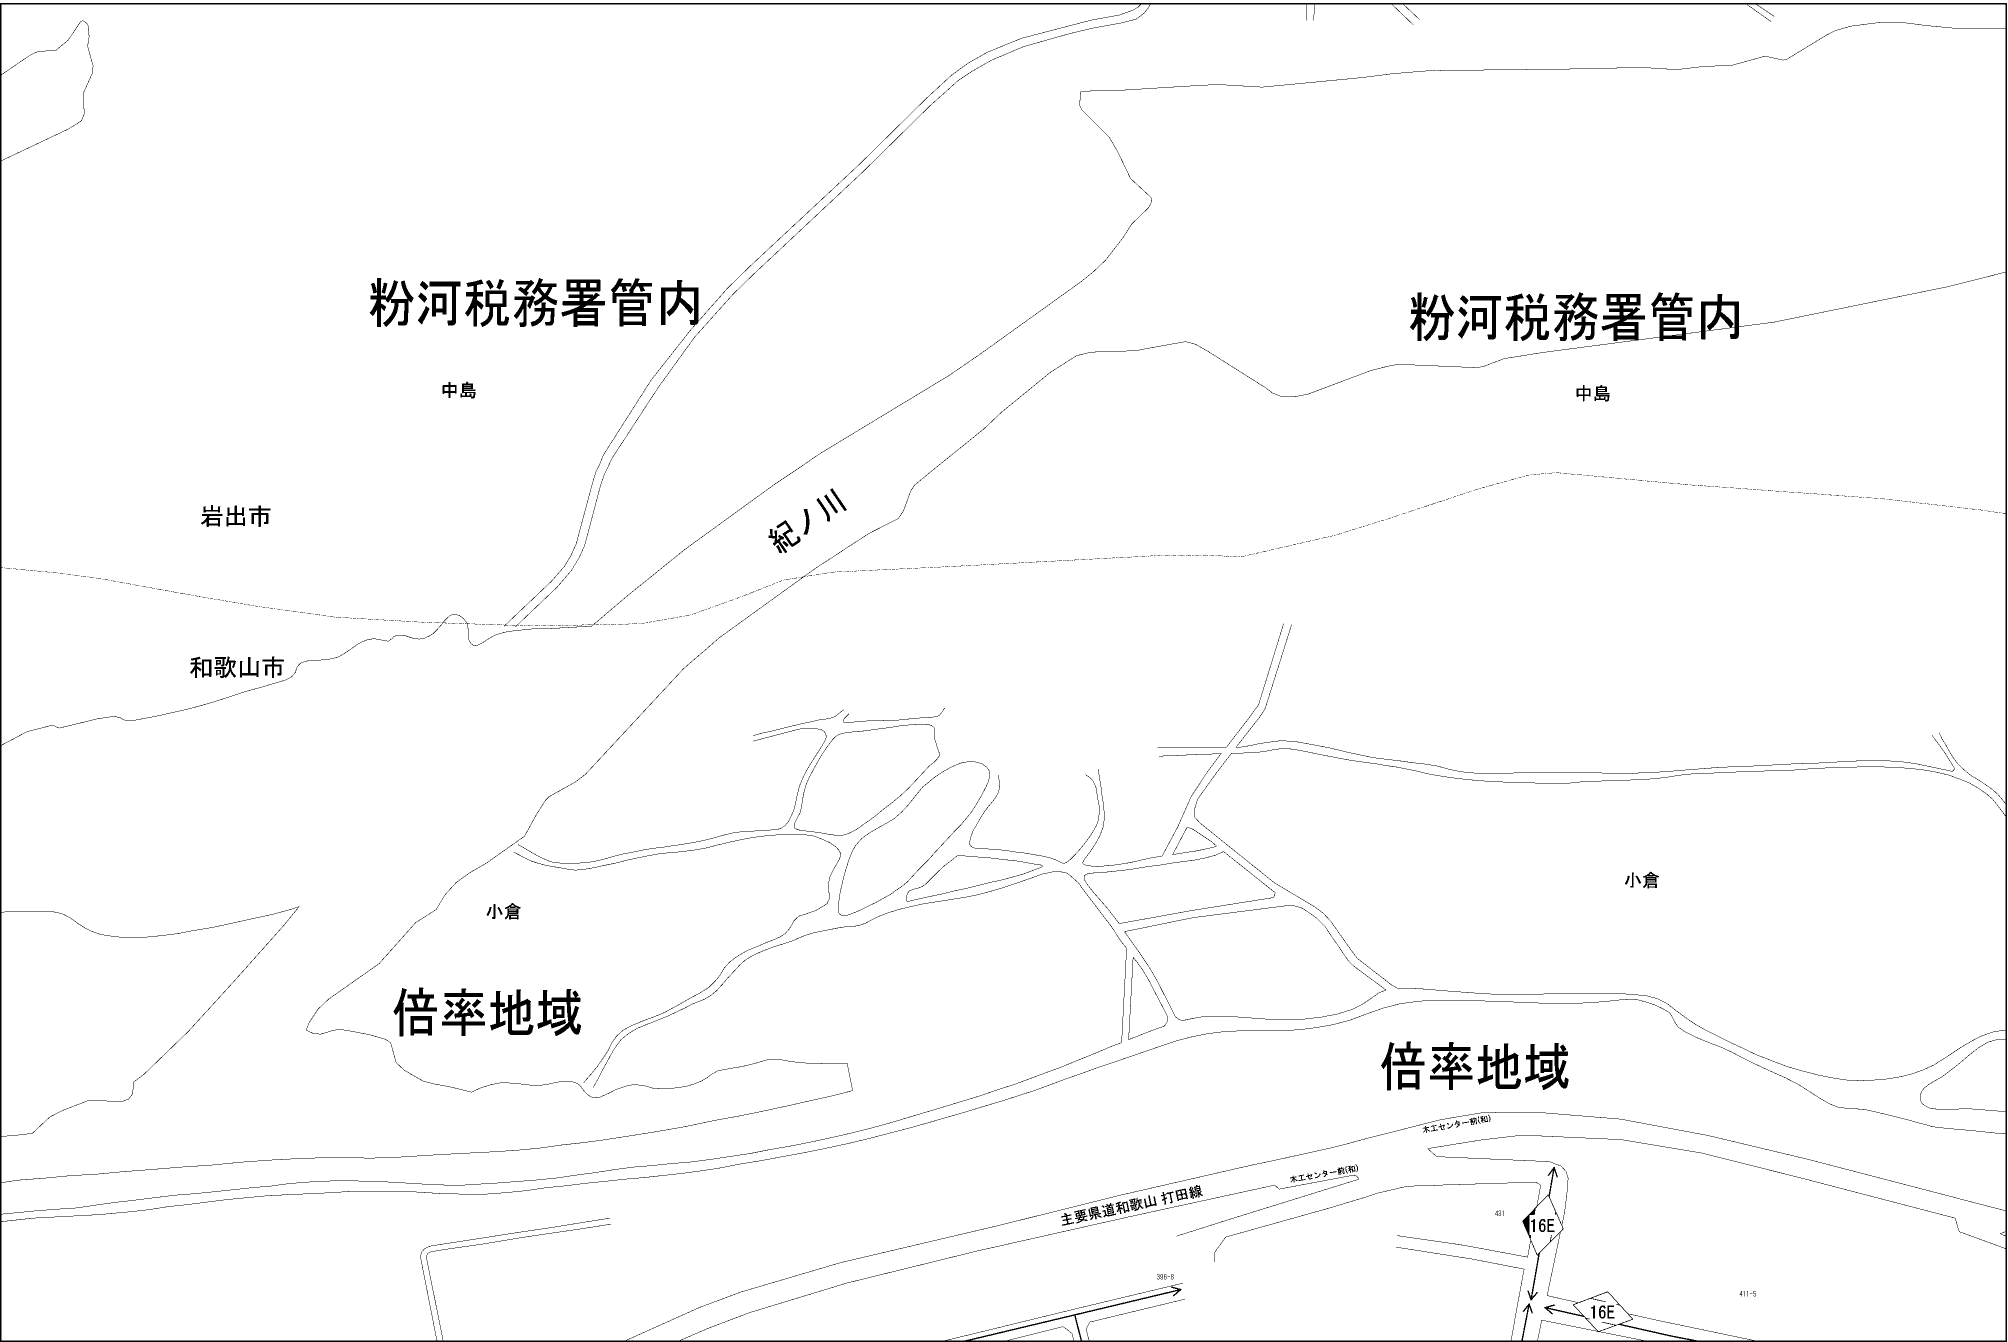 粉河税務署管内
粉河税務署管内
中島
中島
岩出市
紀ノ川
和歌山市
小倉
小倉
倍率地域
倍率地域
木工センター前(和)
木工センター前(和)
主要県道和歌山 打田線
431
16E
396-8
411-5
16E